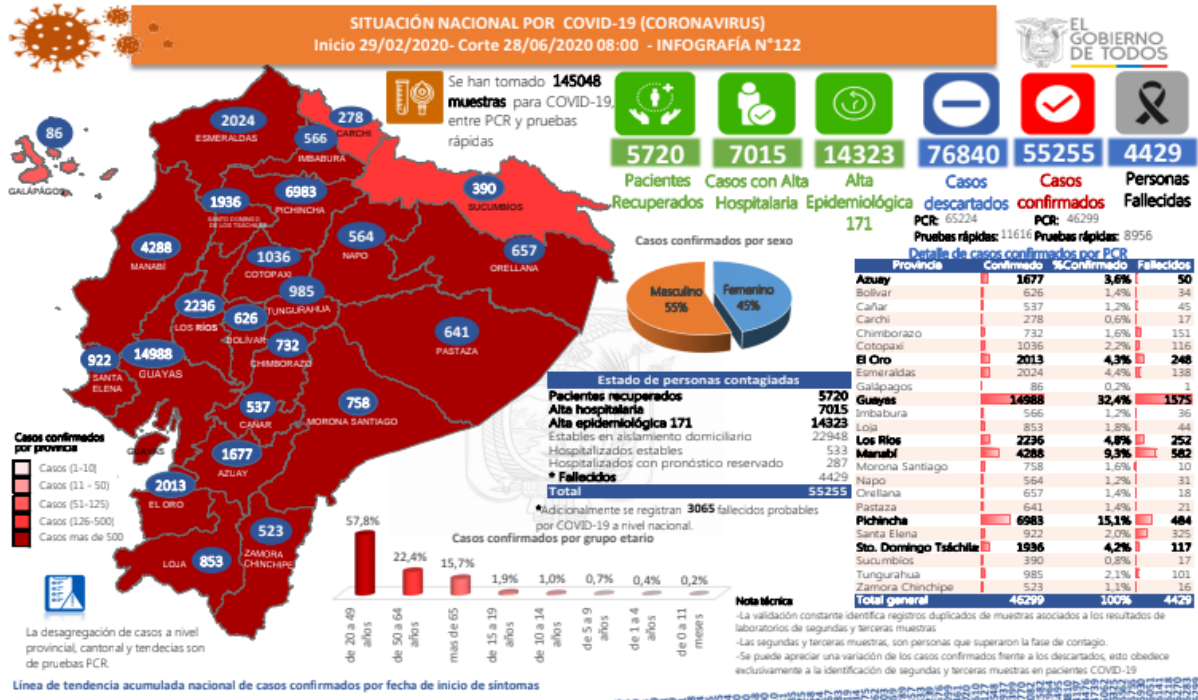 SITUACIÓN NACIONAL POR COVID-19 (CORONAVIRUS)
Inicio 29/02/2020- Corte 28/06/2020 08:00 - INFOGRAFÍA N°122
EL
GOBIERNO
DE TODOS
Se han tomado 145048
muestras para COVID-19,
entre PCR y pruebas
rápidas
5720
Pacientes
Recuperados
7015
Casos con Alta
Hospitalaria
14323
Alta
Epidemiológica
171
76840
Casos
descartados
PCR: 65224
Pruebas rápidas: 11616
55255
Casos
confirmados
PCR: 46299
Pruebas rápidas: 8956
4429
Personas
Fallecidas
86
GALÁPAGOS
2024
ESMERALDAS
278
CARCHI
566
IMBABURA
390
SUCUMBÍOS
1936
SANTO DOMINGO
DE LOS TSÁCHILAS
6983
PICHINCHA
564
NAPO
657
ORELLANA
4288
MANABÍ
1036
COTOPAXI
985
TUNGURAHUA
2236
LOS RÍOS
626
BOLÍVAR
732
CHIMBORAZO
641
PASTAZA
922
SANTA
ELENA
14988
GUAYAS
537
CAÑAR
758
MORONA SANTIAGO
GUAYAS
1677
AZUAY
2013
EL ORO
523
ZAMORA
CHINCHIPE
LOJA
853
Casos confirmados
por provincia
Casos (1-10)
Casos (11 - 50)
Casos (51-125)
Casos (126-500)
Casos mas de 500
La desagregación de casos a nivel
provincial, cantonal y tendecias son
de pruebas PCR.
Casos confirmados por sexo
Masculino
55%
Femenino
45%
Estado de personas contagiadas
Pacientes recuperados 5720
Alta hospitalaria 7015
Alta epidemiológica 171 14323
Estables en aislamiento domiciliario 22948
Hospitalizados estables 533
Hospitalizados con pronóstico reservado 287
* Fallecidos 4429
Total 55255
*Adicionalmente se registran 3065 fallecidos probables
por COVID-19 a nivel nacional.
Casos confirmados por grupo etario
57,8%
22,4%
15,7%
1,9%
1,0%
0,7%
0,4%
0,2%
de 20 a 49 años
de 50 a 64 años
mas de 65 años
de 15 a 19 años
de 10 a 14 años
de 5 a 9 años
de 1 a 4 años
de 0 a 11 meses
Detalle de casos confirmados por PCR
Provincia Confirmado %Confirmado Fallecidos
Azuay 1677 3,6% 50
Bolívar 626 1,4% 34
Cañar 537 1,2% 45
Carchi 278 0,6% 17
Chimborazo 732 1,6% 151
Cotopaxi 1036 2,2% 116
El Oro 2013 4,3% 248
Esmeraldas 2024 4,4% 138
Galápagos 86 0,2% 1
Guayas 14988 32,4% 1575
Imbabura 566 1,2% 36
Loja 853 1,8% 44
Los Ríos 2236 4,8% 252
Manabí 4288 9,3% 582
Morona Santiago 758 1,6% 10
Napo 564 1,2% 31
Orellana 657 1,4% 18
Pastaza 641 1,4% 21
Pichincha 6983 15,1% 484
Santa Elena 922 2,0% 325
Sto. Domingo Tsáchilas 1936 4,2% 117
Sucumbíos 390 0,8% 17
Tungurahua 985 2,1% 101
Zamora Chinchipe 523 1,1% 16
Total general 46299 100% 4429
Nota técnica
-La validación constante identifica registros duplicados de muestras asociados a los resultados de
laboratorios de segundas y terceras muestras
-Las segundas y terceras muestras, son personas que superaron la fase de contagio.
-Se puede apreciar una variación de los casos confirmados frente a los descartados, esto obedece
exclusivamente a la identificación de segundas y terceras muestras en pacientes COVID-19
Línea de tendencia acumulada nacional de casos confirmados por fecha de inicio de síntomas